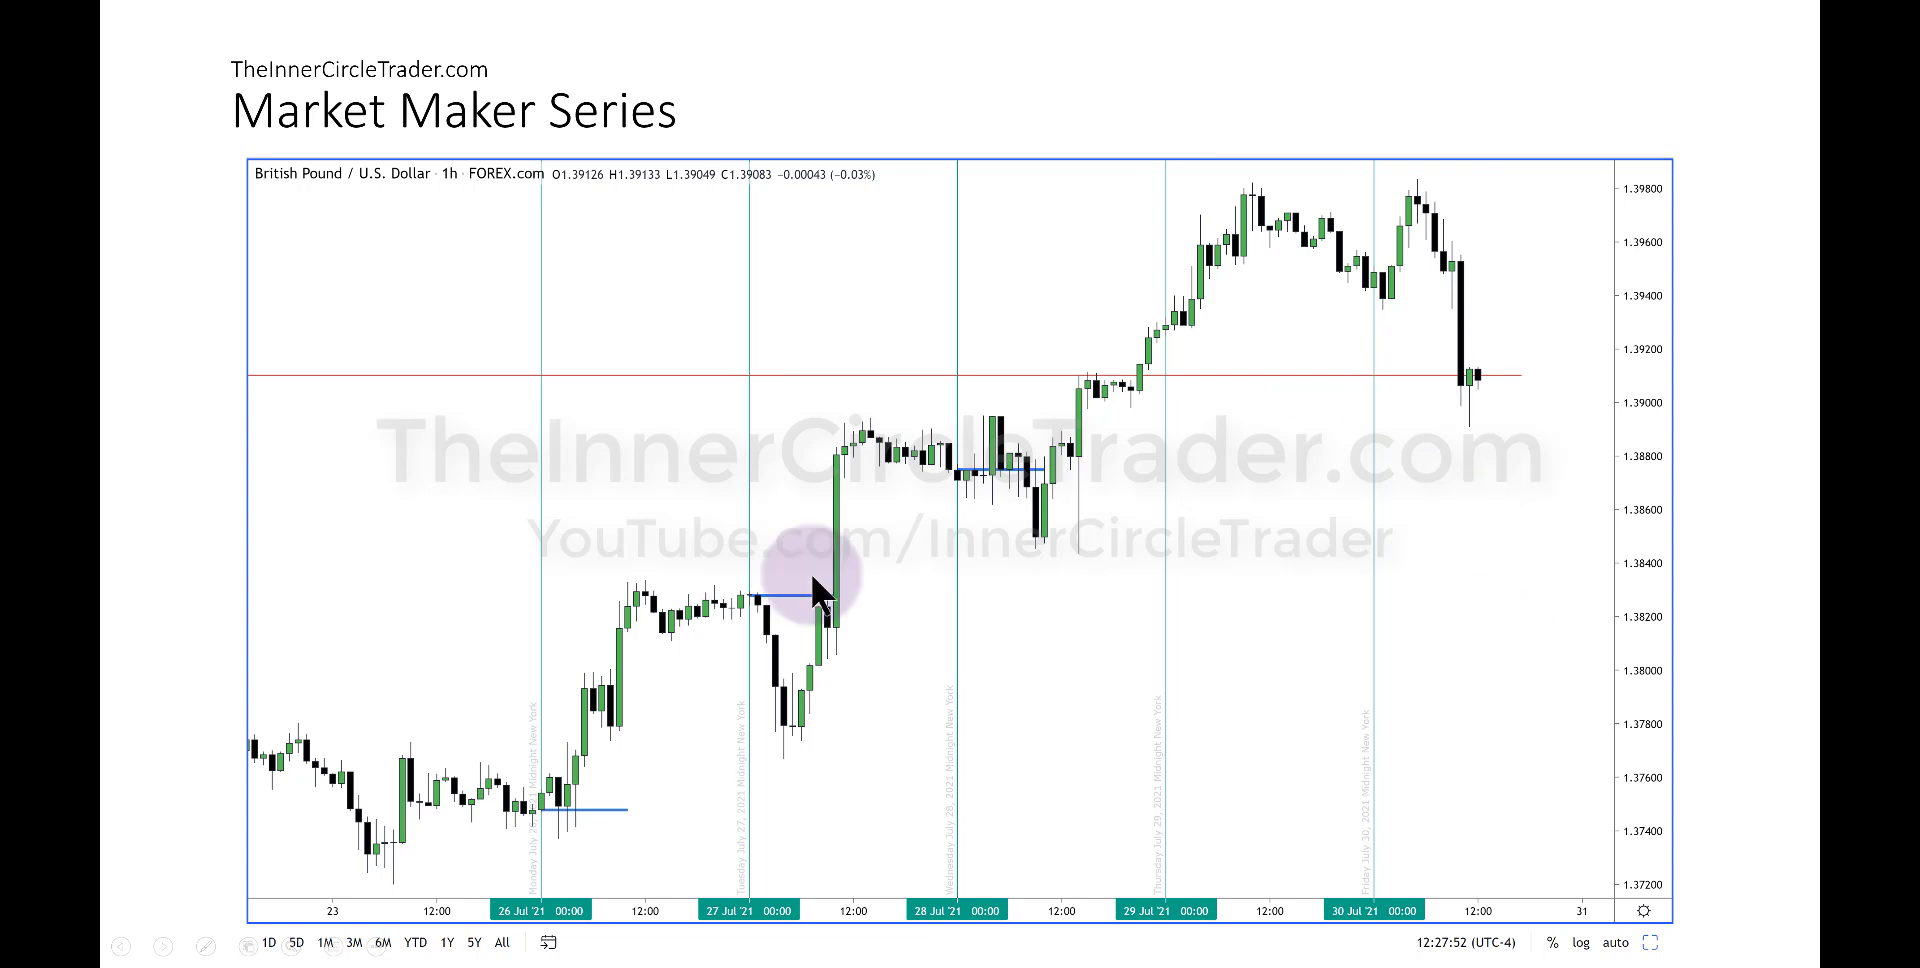 TheInnerCircleTrader.com
Market Maker Series
British Pound / U.S. Dollar · 1h · FOREX.com O1.39126 H1.39133 L1.39049 C1.39083 −0.00043 (−0.03%)
1.39800
1.39600
1.39400
1.39200
1.39000
1.38800
1.38600
1.38400
1.38200
1.38000
1.37800
1.37600
1.37400
1.37200
TheInnerCircleTrader.com
YouTube.com/InnerCircleTrader
Monday July 26, 2021 Midnight New York
Tuesday July 27, 2021 Midnight New York
Wednesday July 28, 2021 Midnight New York
Thursday July 29, 2021 Midnight New York
Friday July 30, 2021 Midnight New York
23 12:00 26 Jul '21 00:00 12:00 27 Jul '21 00:00 12:00 28 Jul '21 00:00 12:00 29 Jul '21 00:00 12:00 30 Jul '21 00:00 12:00 31
1D 5D 1M 3M 6M YTD 1Y 5Y All 12:27:52 (UTC-4) % log auto